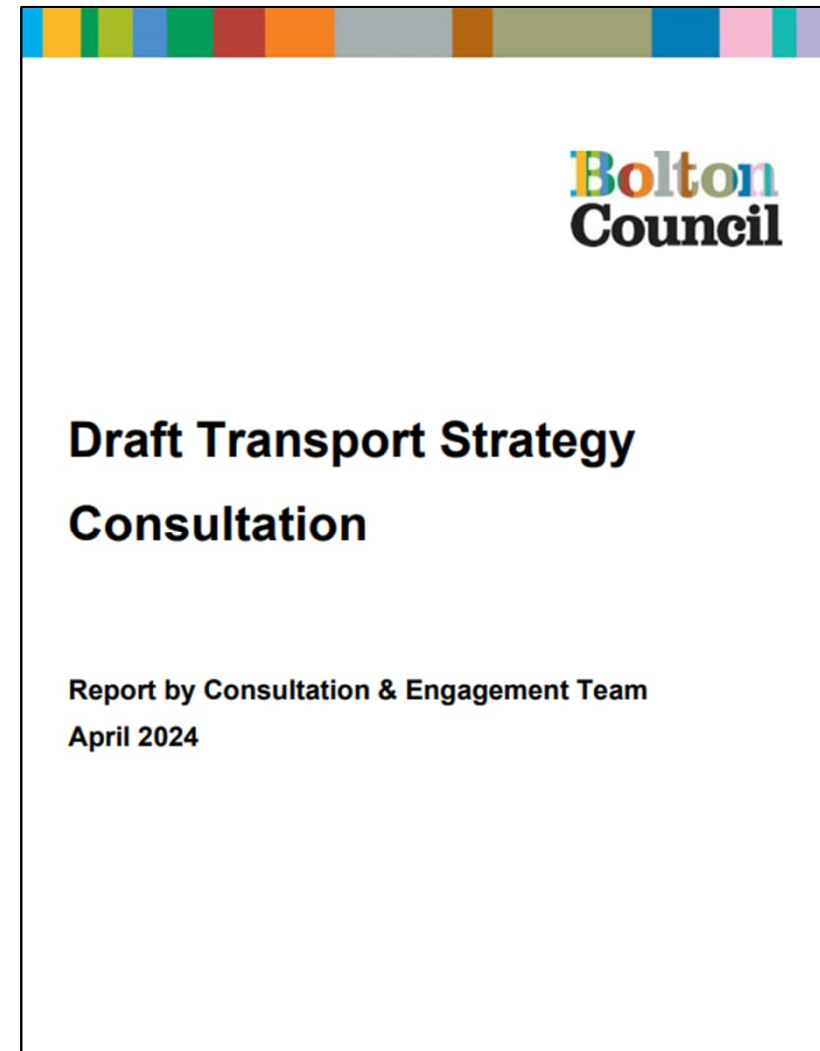 Bolton
Council
Draft Transport Strategy
Consultation
Report by Consultation & Engagement Team
April 2024